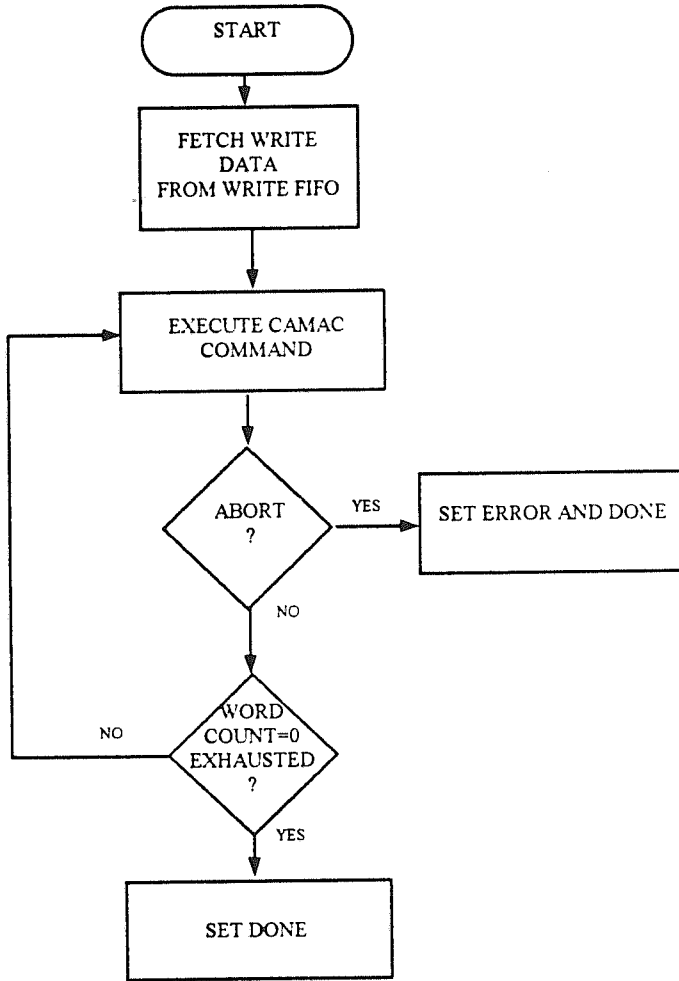 START
FETCH WRITE
DATA
FROM WRITE FIFO
EXECUTE CAMAC
COMMAND
ABORT
?
YES
SET ERROR AND DONE
NO
WORD
COUNT=0
EXHAUSTED
?
NO
YES
SET DONE